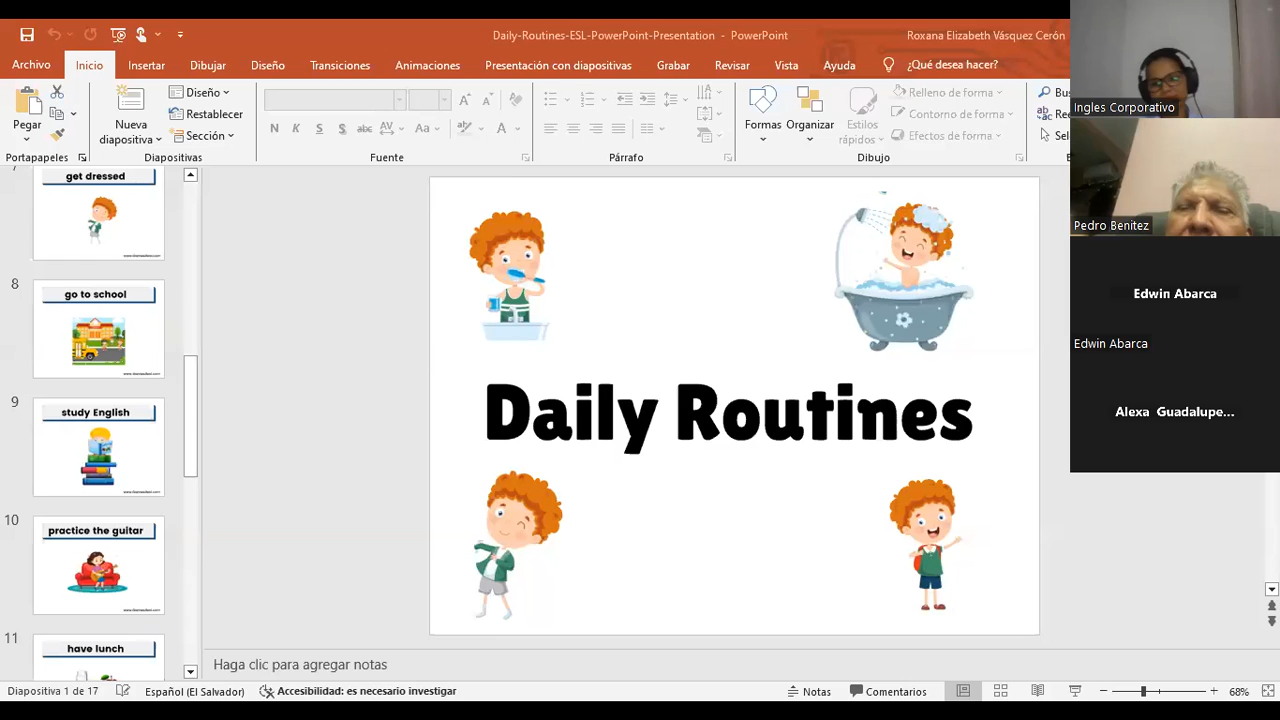 Daily-Routines-ESL-PowerPoint-Presentation - PowerPoint
Roxana Elizabeth Vásquez Cerón
Archivo Inicio Insertar Dibujar Diseño Transiciones Animaciones Presentación con diapositivas Grabar Revisar Vista Ayuda ¿Qué desea hacer?
Pegar
Nueva
diapositiva
Diseño
Restablecer
Sección
N K S S abc AV Aa A
Formas
Organizar
Estilos
rápidos
Relleno de forma
Contorno de forma
Efectos de forma
Portapapeles
Diapositivas
Fuente
Párrafo
Dibujo
Ingles Corporativo
Pedro Benitez
Edwin Abarca
Edwin Abarca
Alexa Guadalupe...
get dressed
8
go to school
9
study English
10
practice the guitar
11
have lunch
Daily Routines
Haga clic para agregar notas
Diapositiva 1 de 17
Español (El Salvador)
Accesibilidad: es necesario investigar
Notas
Comentarios
68%